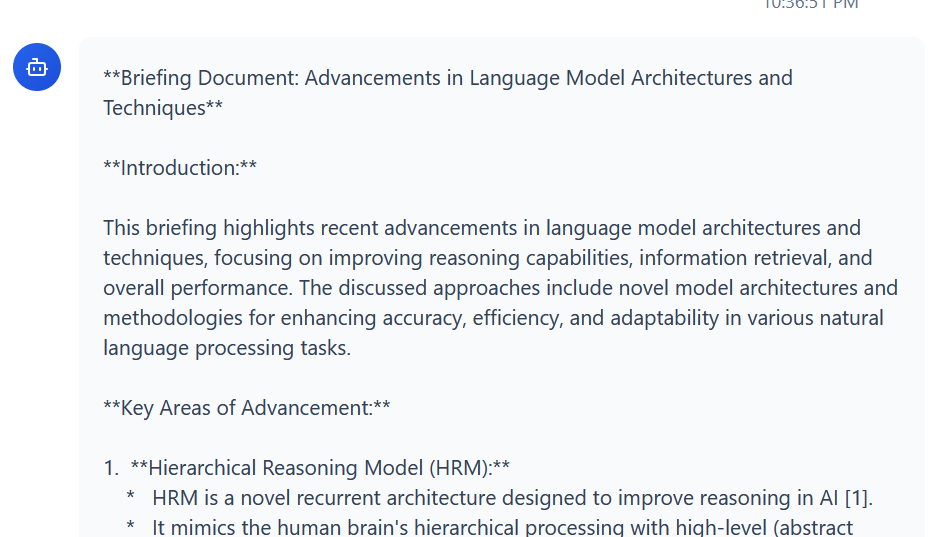 10:36:51 PM
**Briefing Document: Advancements in Language Model Architectures and
Techniques**
**Introduction:**
This briefing highlights recent advancements in language model architectures and
techniques, focusing on improving reasoning capabilities, information retrieval, and
overall performance. The discussed approaches include novel model architectures and
methodologies for enhancing accuracy, efficiency, and adaptability in various natural
language processing tasks.
**Key Areas of Advancement:**
1. **Hierarchical Reasoning Model (HRM):**
* HRM is a novel recurrent architecture designed to improve reasoning in AI [1].
* It mimics the human brain's hierarchical processing with high-level (abstract